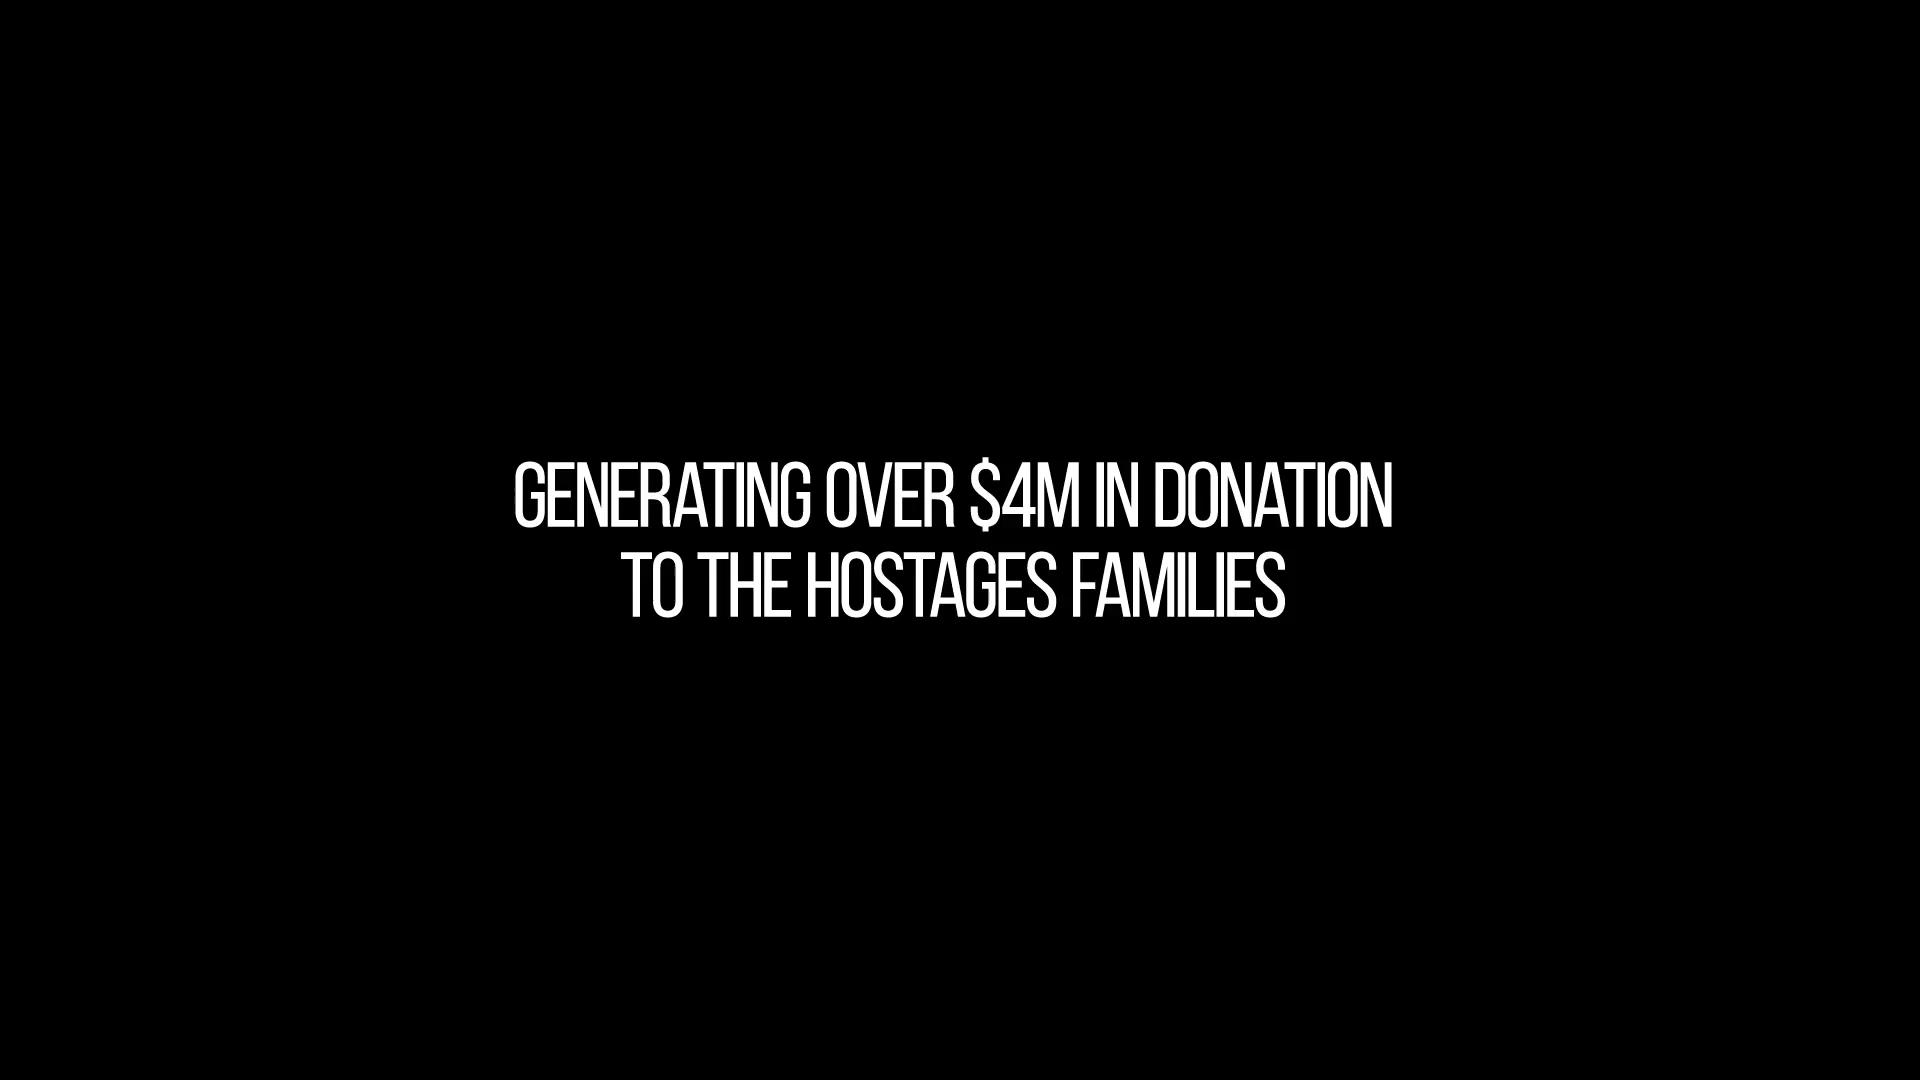 GENERATING OVER $4M IN DONATION
TO THE HOSTAGES FAMILIES